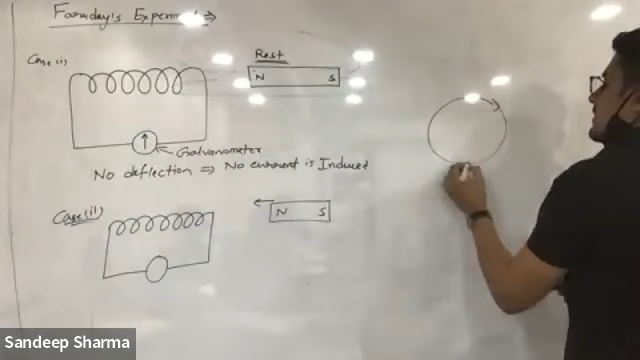 Faraday's Experiment
Case (i)
Rest
N S
Galvanometer
No deflection ⇒ No current is Induced
Case (ii)
N S
Sandeep Sharma